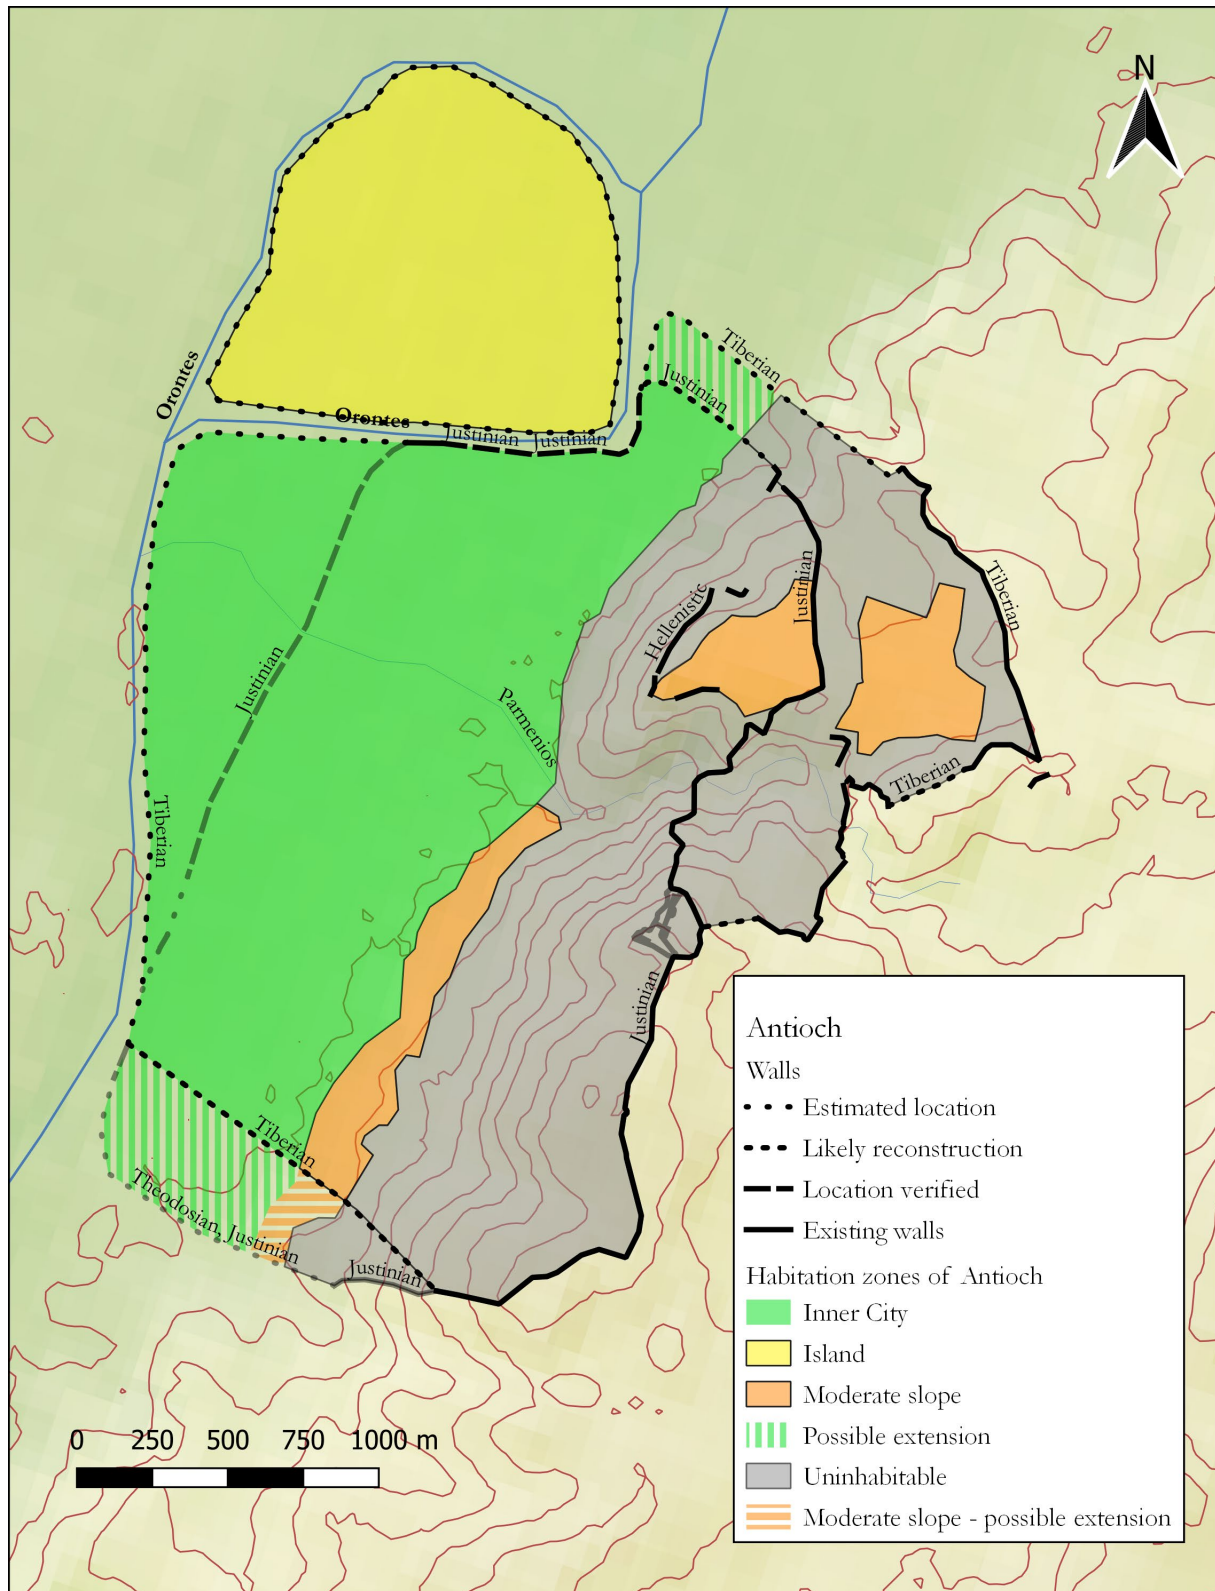 N
Orontes
Tiberian
Justinian
Orontes
Justinian
Justinian
Tiberian
Hellenistic
Justinian
Justinian
Parmenios
Tiberian
Tiberian
Justinian
Tiberian
Theodosian, Justinian
Justinian
Antioch
Walls
Estimated location
Likely reconstruction
Location verified
Existing walls
Habitation zones of Antioch
Inner City
Island
Moderate slope
Possible extension
Uninhabitable
Moderate slope - possible extension
0 250 500 750 1000 m